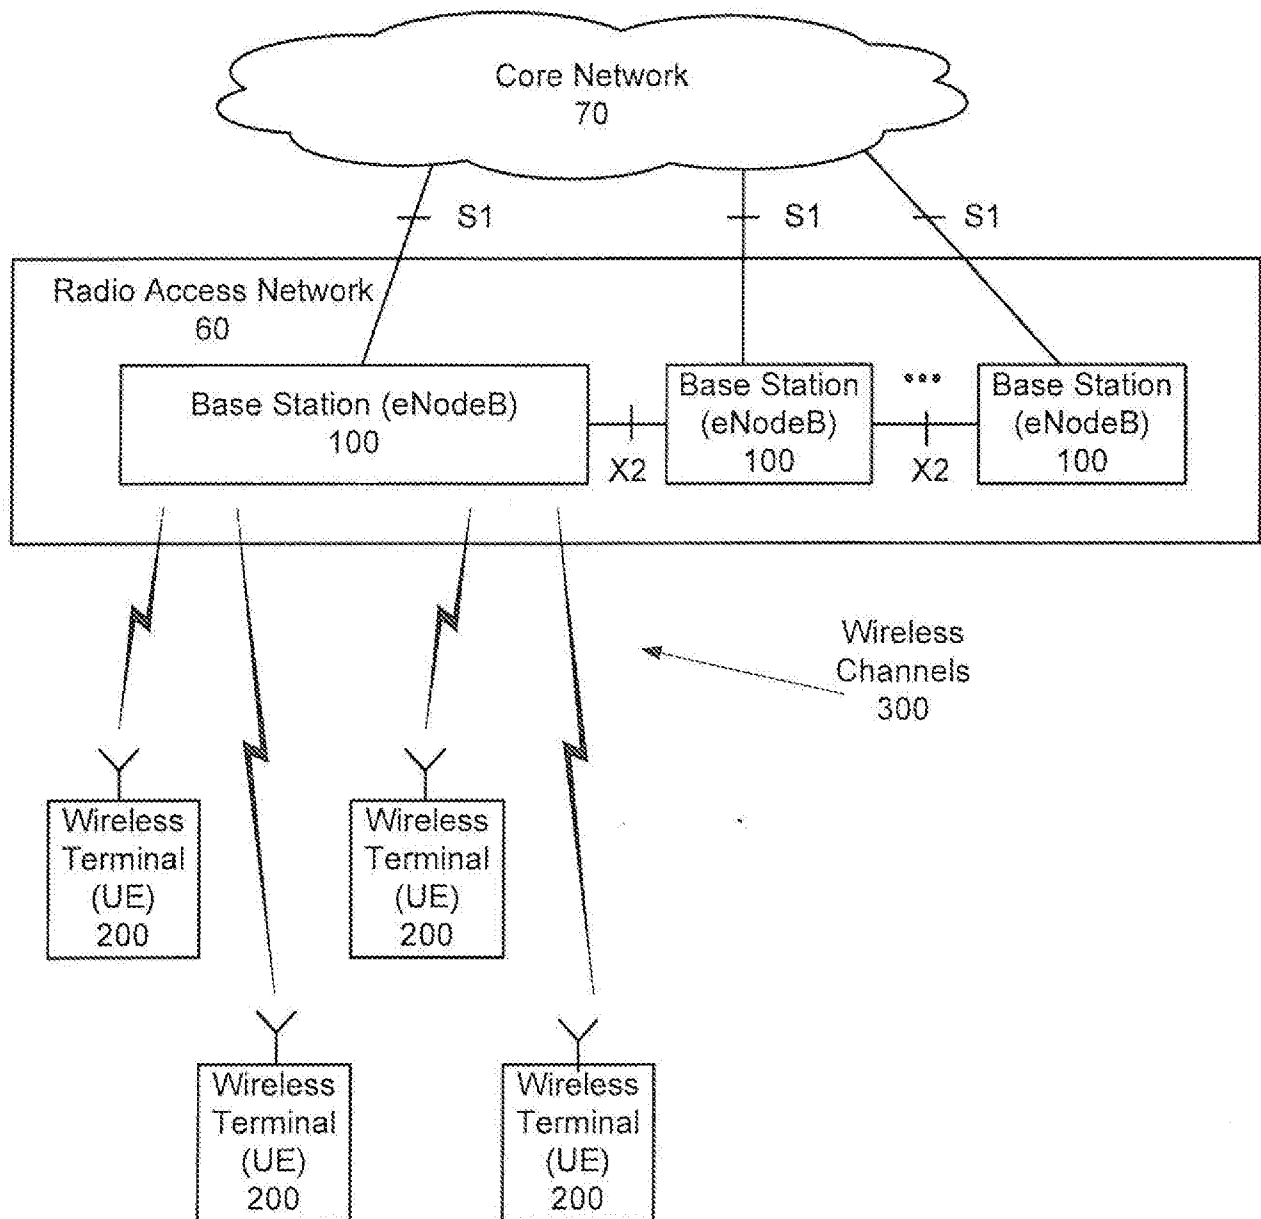 Core Network
70
S1
S1
S1
Radio Access Network
60
Base Station (eNodeB)
100
X2
Base Station
(eNodeB)
100
•••
X2
Base Station
(eNodeB)
100
Wireless
Channels
300
Wireless
Terminal
(UE)
200
Wireless
Terminal
(UE)
200
Wireless
Terminal
(UE)
200
Wireless
Terminal
(UE)
200